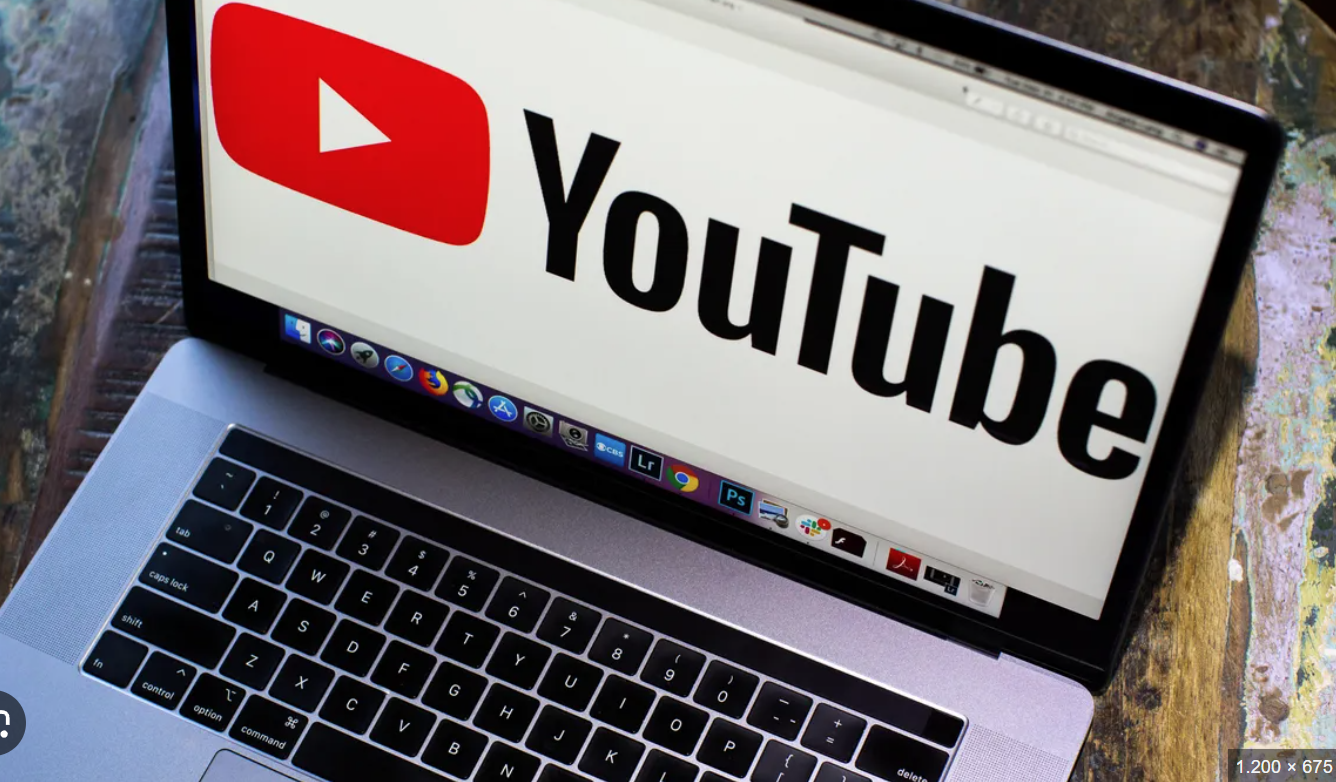 YouTube
CBS
Lr
Ps
~
`
!
1
@
2
#
3
$
4
%
5
^
6
&
7
*
8
(
9
)
0
_
-
+
=
delete
tab
Q
W
E
R
T
Y
U
I
O
P
{
[
caps lock
A
S
D
F
G
H
J
K
L
shift
Z
X
C
V
B
N
fn
control
option
command
1.200 × 675